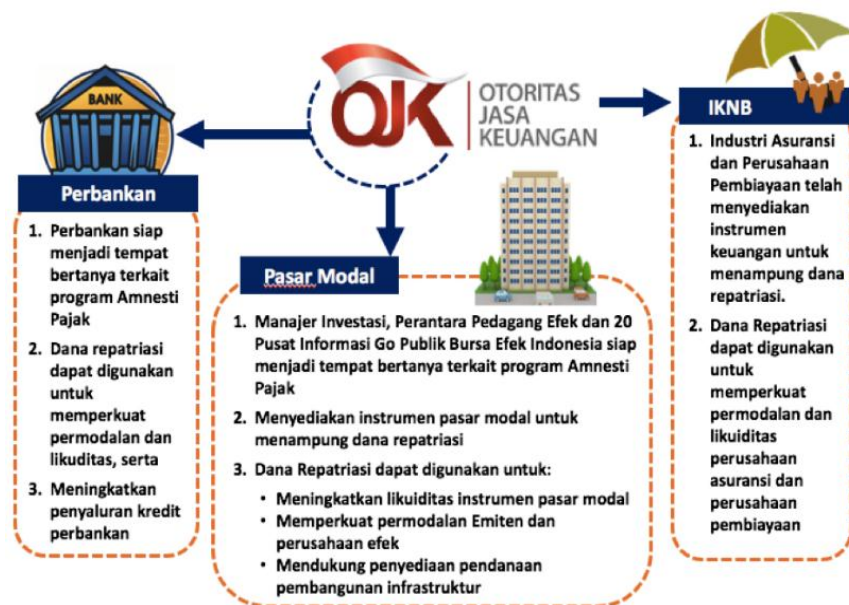 OJK
OTORITAS
JASA
KEUANGAN
BANK
Perbankan
1. Perbankan siap
menjadi tempat
bertanya terkait
program Amnesti
Pajak
2. Dana repatriasi
dapat digunakan
untuk
memperkuat
permodalan dan
likuditas, serta
3. Meningkatkan
penyaluran kredit
perbankan
Pasar Modal
1. Manajer Investasi, Perantara Pedagang Efek dan 20
Pusat Informasi Go Publik Bursa Efek Indonesia siap
menjadi tempat bertanya terkait program Amnesti
Pajak
2. Menyediakan instrumen pasar modal untuk
menampung dana repatriasi
3. Dana Repatriasi dapat digunakan untuk:
• Meningkatkan likuiditas instrumen pasar modal
• Memperkuat permodalan Emiten dan
perusahaan efek
• Mendukung penyediaan pendanaan
pembangunan infrastruktur
IKNB
1. Industri Asuransi
dan Perusahaan
Pembiayaan telah
menyediakan
instrumen
keuangan untuk
menampung dana
repatriasi.
2. Dana Repatriasi
dapat digunakan
untuk
memperkuat
permodalan dan
likuiditas
perusahaan
asuransi dan
perusahaan
pembiayaan